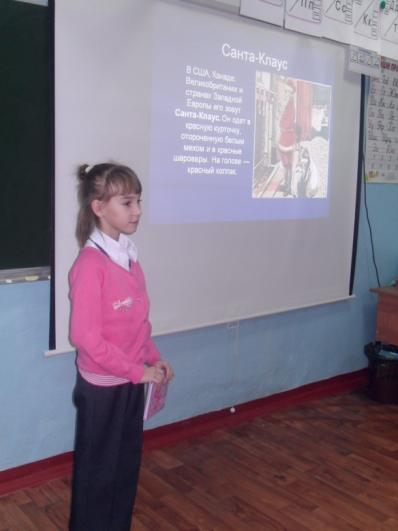 Санта-Клаус
В США, Канаде,
Великобритании и
странах Западной
Европы его зовут
Санта-Клаус. Он одет в
красную курточку,
отороченную белым
мехом и в красные
шаровары. На голове —
красный колпак.